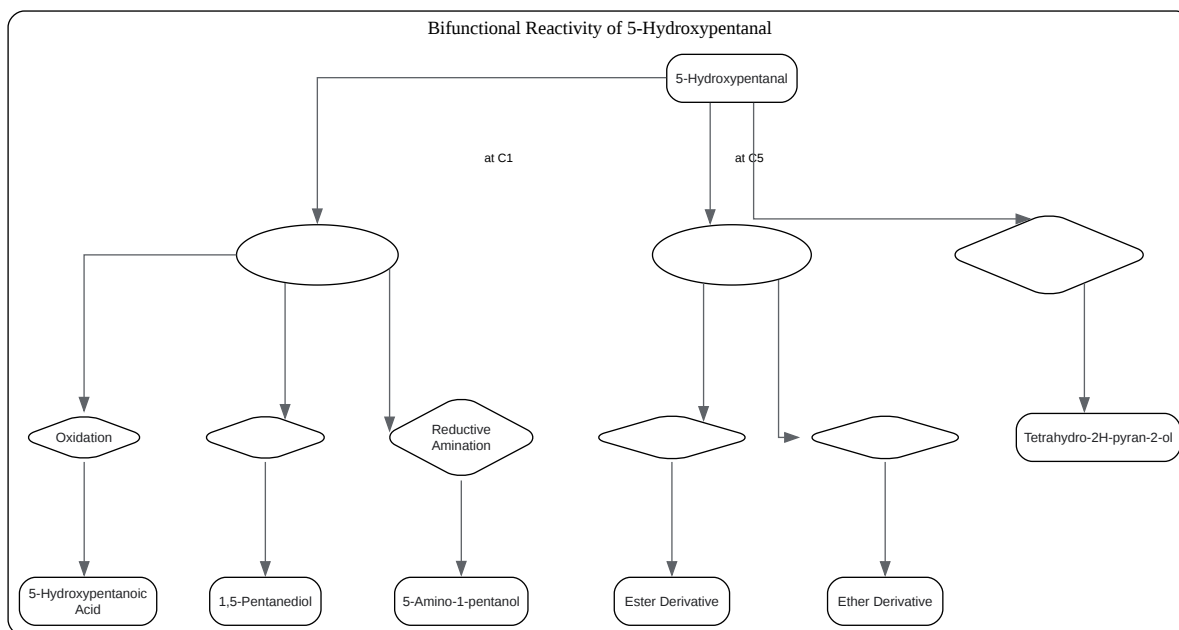 Bifunctional Reactivity of 5-Hydroxypentanal
5-Hydroxypentanal
at C1
at C5
Oxidation
Reductive
Amination
Tetrahydro-2H-pyran-2-ol
5-Hydroxypentanoic
Acid
1,5-Pentanediol
5-Amino-1-pentanol
Ester Derivative
Ether Derivative